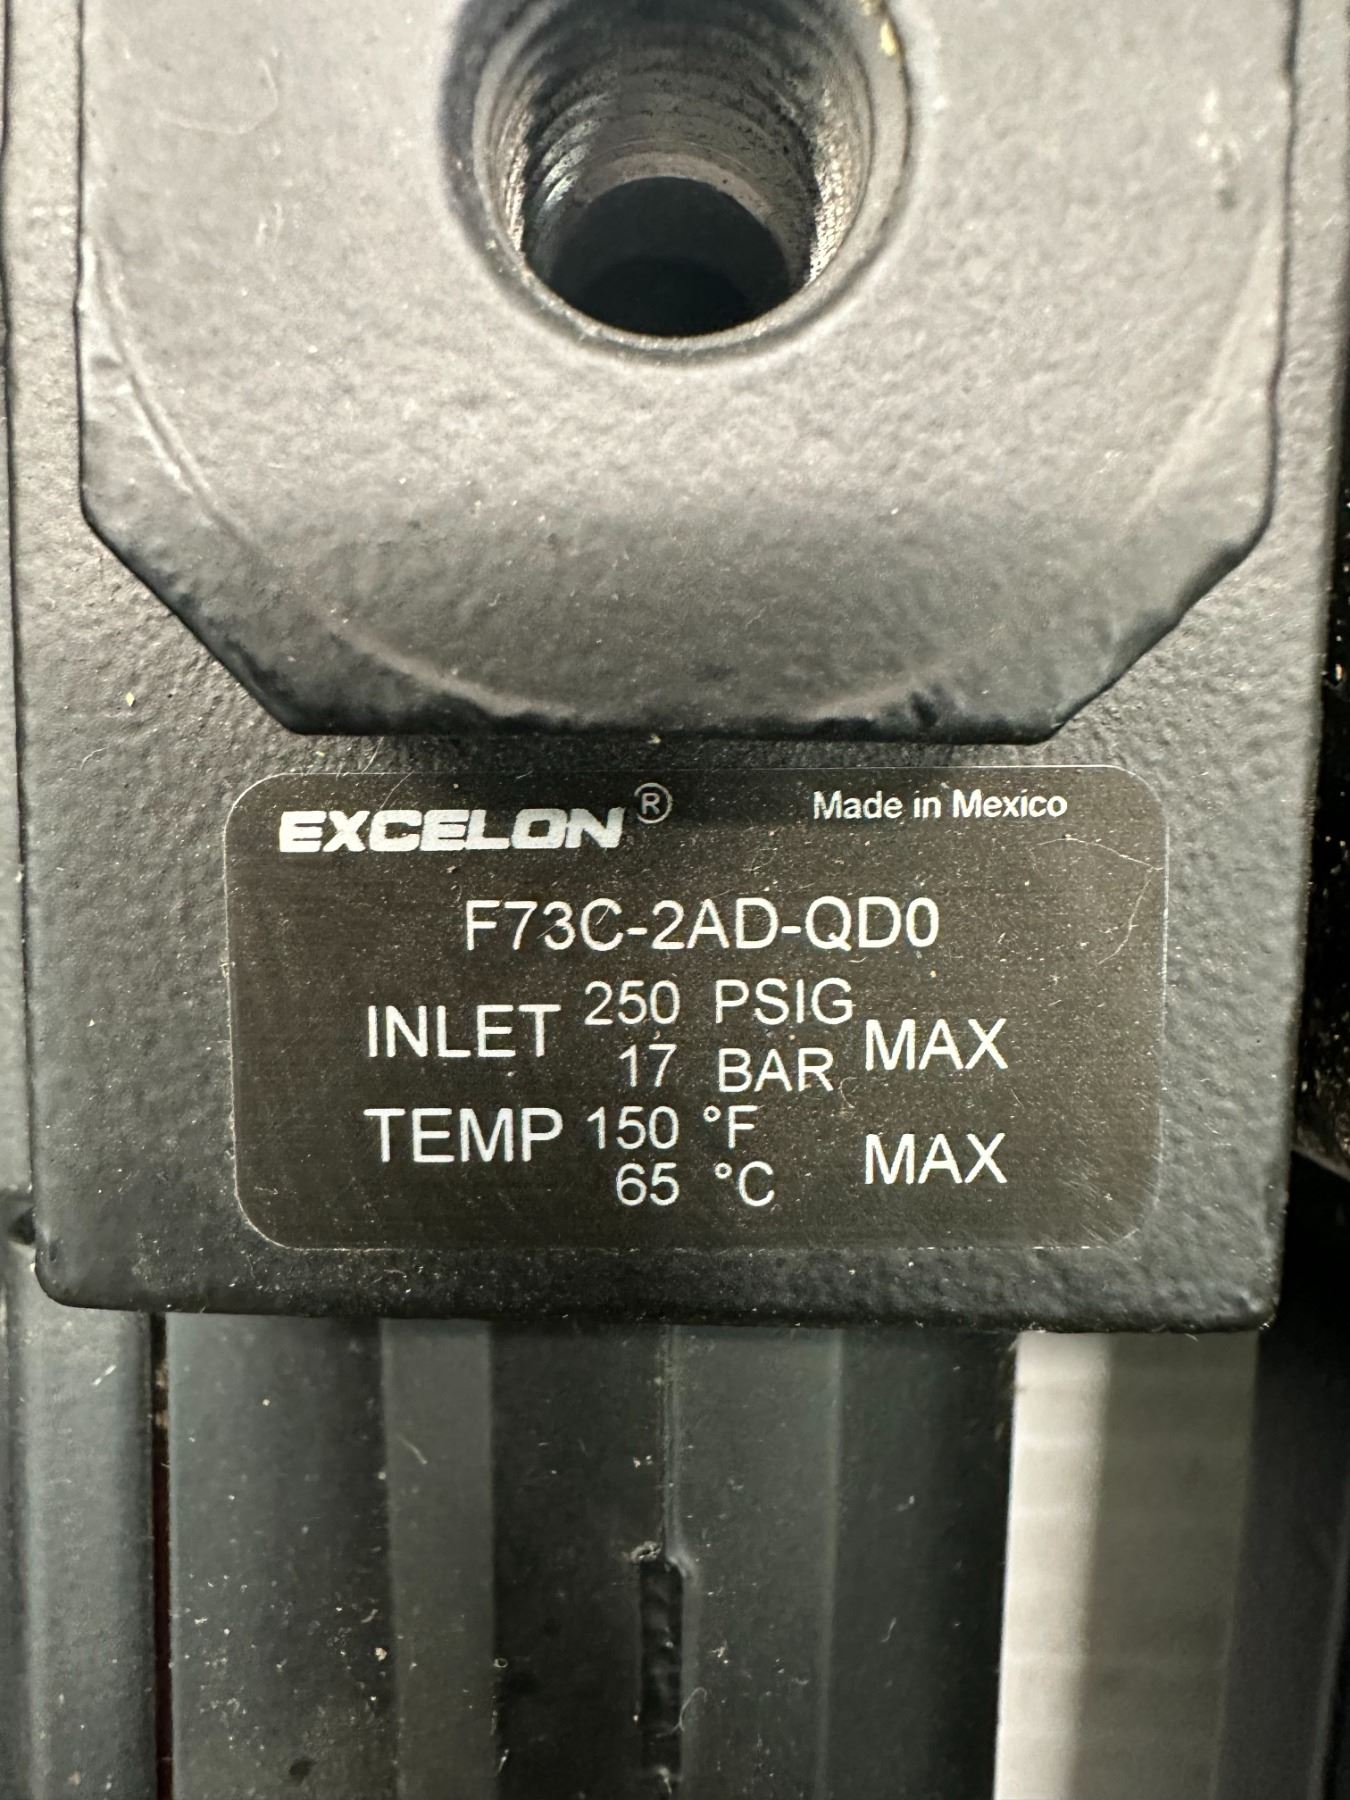 EXCELON® Made in Mexico
F73C-2AD-QD0
INLET 250 PSIG MAX
17 BAR
TEMP 150 °F MAX
65 °C